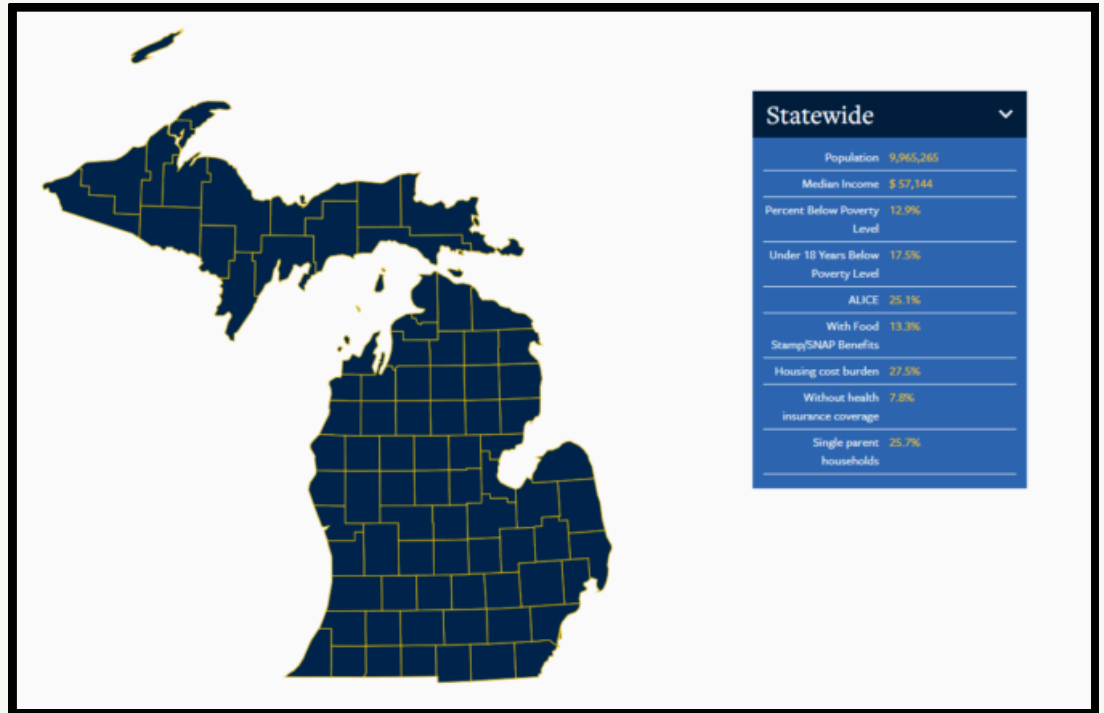 Statewide
Population 9,965,265
Median Income $ 57,144
Percent Below Poverty 12.9%
Level
Under 18 Years Below 17.5%
Poverty Level
ALICE 25.1%
With Food 13.3%
Stamp/SNAP Benefits
Housing cost burden 27.5%
Without health 7.8%
insurance coverage
Single parent 25.7%
households